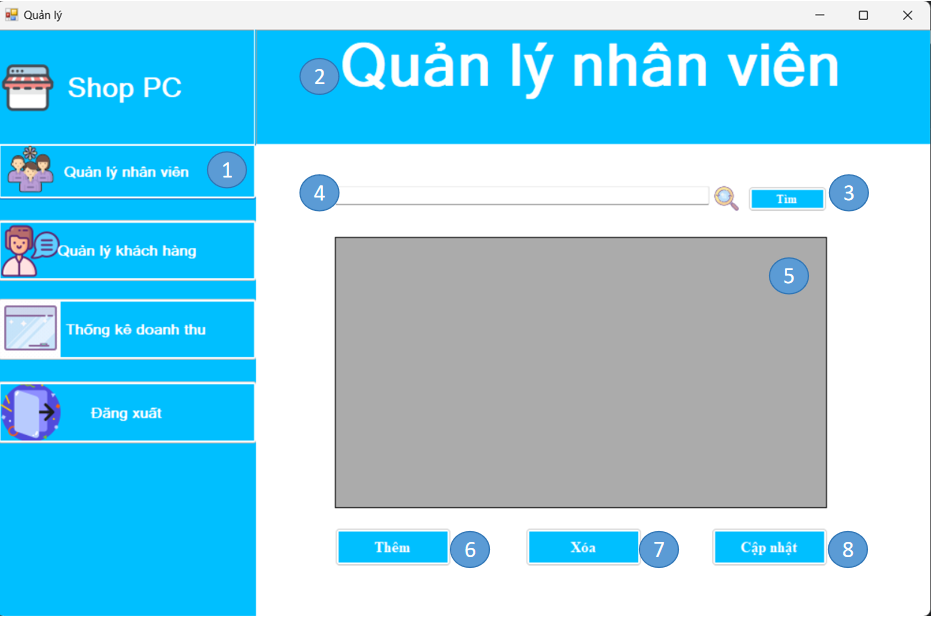 Quản lý
Shop PC
2
Quản lý nhân viên
Quản lý nhân viên
1
4
Tìm
3
Quản lý khách hàng
5
Thống kê doanh thu
Đăng xuất
Thêm
6
Xóa
7
Cập nhật
8